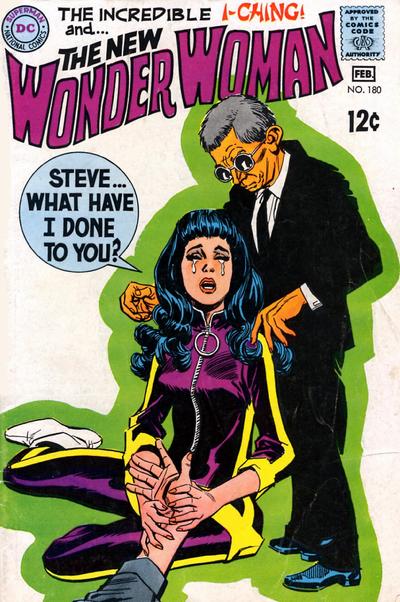 THE INCREDIBLE I-CHING!
and...
THE NEW
WONDER WOMAN
SUPERMAN
DC
NATIONAL COMICS
APPROVED
BY THE
COMICS
CODE
AUTHORITY
FEB.
NO. 180
12¢
STEVE...
WHAT HAVE
I DONE
TO YOU?